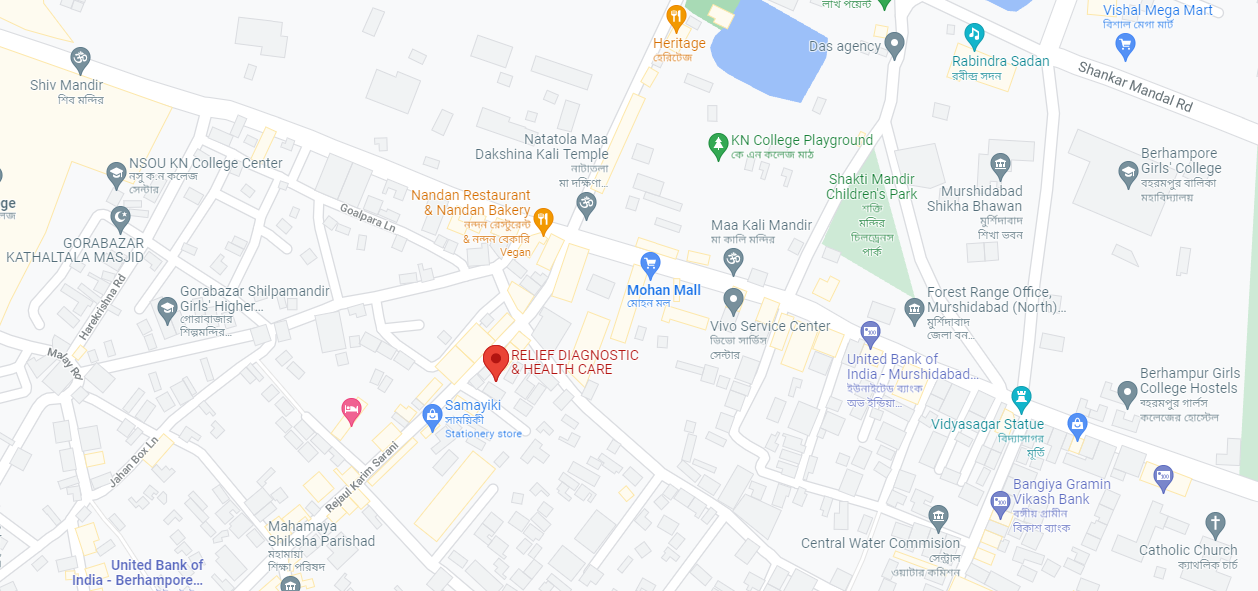 লাখ পয়েন্ট
Vishal Mega Mart
বিশাল মেগা মার্ট
Heritage
হেরিটেজ
Das agency
Rabindra Sadan
রবীন্দ্র সদন
Shankar Mandal Rd
Shiv Mandir
শিব মন্দির
Natatola Maa
Dakshina Kali Temple
নাটাতলা
মা দক্ষিণা...
KN College Playground
কে এন কলেজ মাঠ
NSOU KN College Center
নসু ক.ন কলেজ
সেন্টার
Berhampore
Girls' College
বহরমপুর বালিকা
মহাবিদ্যালয়
Shakti Mandir
Children's Park
শক্তি
মন্দির
চিলড্রেনস
পার্ক
Murshidabad
Shikha Bhawan
মুর্শিদাবাদ
শিখা ভবন
ge
লজ
Nandan Restaurant
& Nandan Bakery
নন্দন রেস্টুরেন্ট
& নন্দন বেকারি
Vegan
Goalpara Ln
GORABAZAR
KATHALTALA MASJID
Maa Kali Mandir
মা কালি মন্দির
Mohan Mall
মোহন মল
Harekrishna Rd
Gorabazar Shilpamandir
Girls' Higher...
গোরাবাজার
শিল্পমন্দির...
Forest Range Office,
Murshidabad (North)...
মুর্শিদাবাদ
জেলা বন...
Vivo Service Center
ভিভো সার্ভিস
সেন্টার
Malay Rd
RELIEF DIAGNOSTIC
& HEALTH CARE
United Bank of
India - Murshidabad...
ইউনাইটেড ব্যাংক
অভ ইন্ডিয়া...
Berhampur Girls
College Hostels
বহরমপুর গার্লস
কলেজের হোস্টেল
Samayiki
সাময়িকী
Stationery store
Vidyasagar Statue
বিদ্যাসাগর
মূর্তি
Jahan Box Ln
Rejaul Karim Sarani
Bangiya Gramin
Vikash Bank
বঙ্গীয় গ্রামীন
বিকাশ ব্যাংক
Mahamaya
Shiksha Parishad
মহামায়া
শিক্ষা পরিষদ
Central Water Commision
সেন্ট্রাল
ওয়াটার কমিশন
Catholic Church
ক্যাথলিক চার্চ
United Bank of
India - Berhampore...